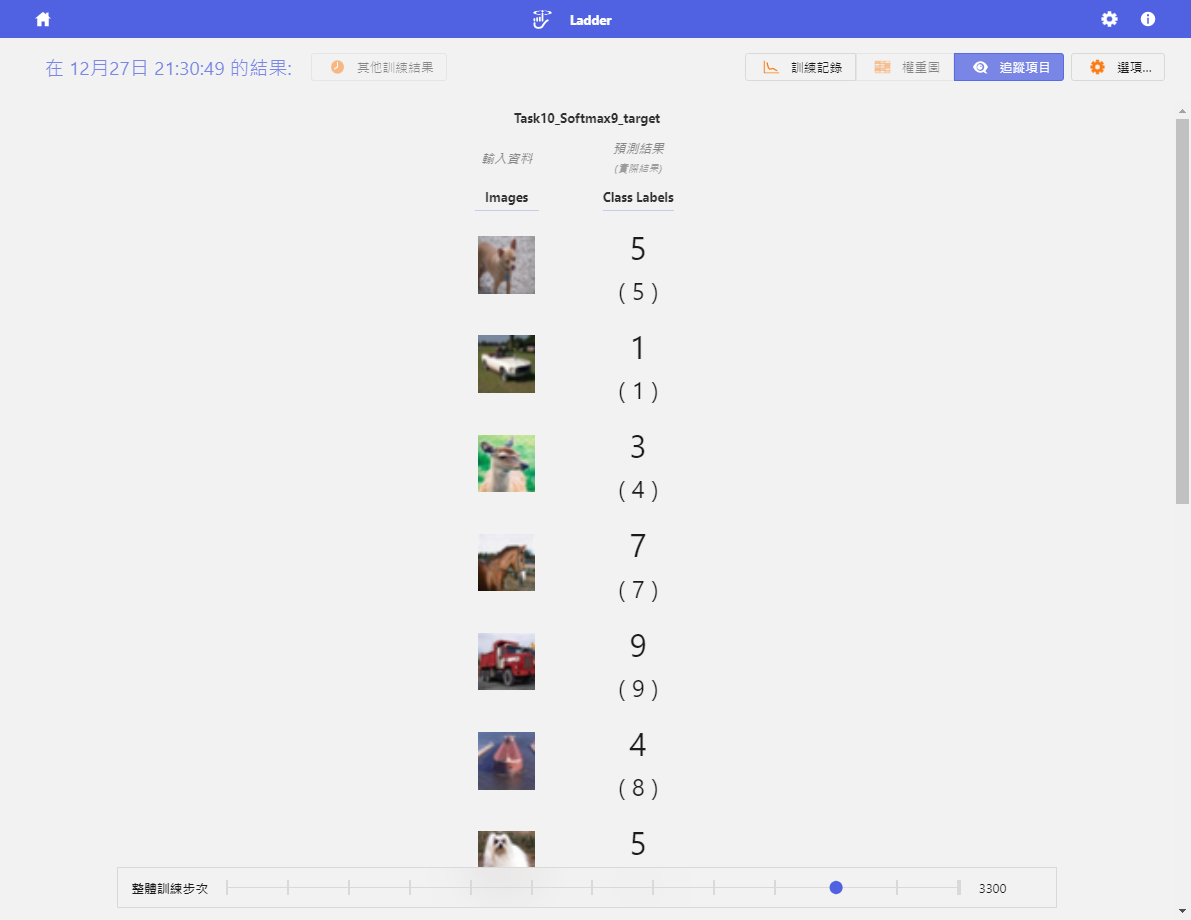 Ladder
在 12月27日 21:30:49 的結果:
其他訓練結果
訓練記錄
權重圖
追蹤項目
選項...
Task10_Softmax9_target
輸入資料
預測結果
(實際結果)
Images
Class Labels
5
( 5 )
1
( 1 )
3
( 4 )
7
( 7 )
9
( 9 )
4
( 8 )
5
整體訓練步次
3300